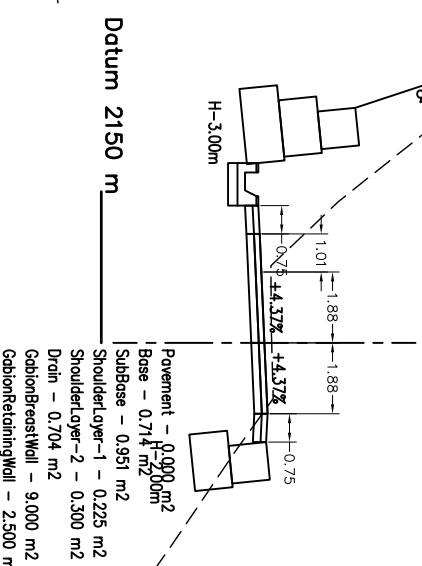 Datum 2150 m
H-3.00m
0.75
1.01
1.88
1.88
0.75
+4.37%
+4.37%
H-2.00m
Pavement - 0.000 m2
Base - 0.714 m2
SubBase - 0.951 m2
ShoulderLayer-1 - 0.225 m2
ShoulderLayer-2 - 0.300 m2
Drain - 0.704 m2
GabionBreastWall - 9.000 m2
GabionRetainingWall - 2.500 m